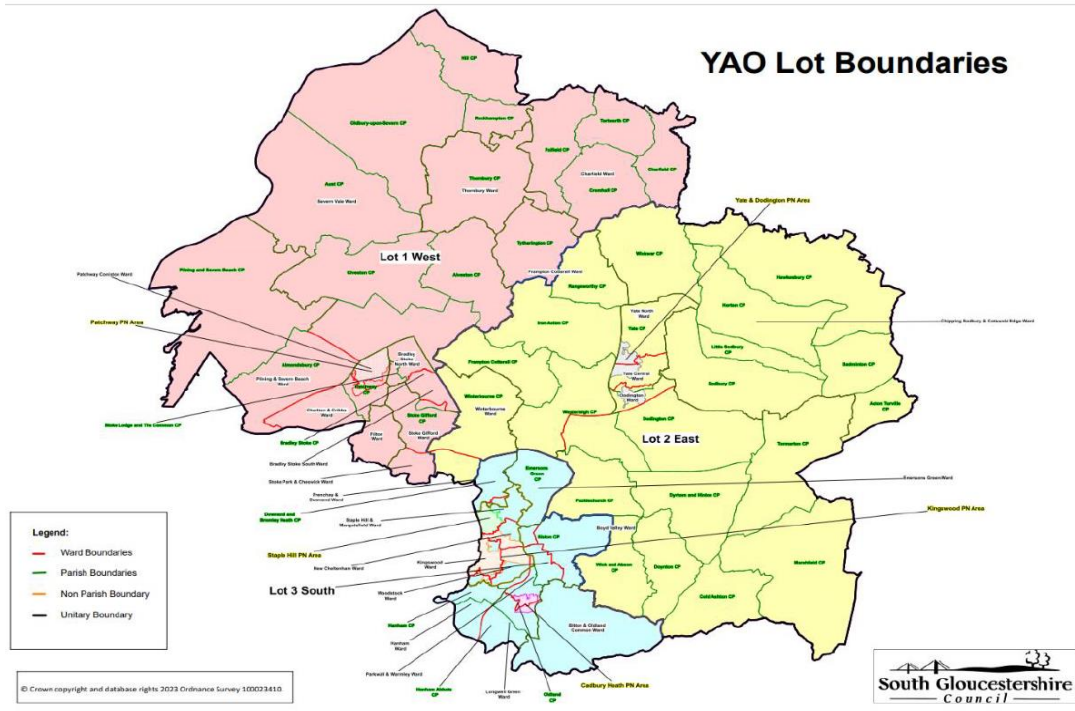 YAO Lot Boundaries
Hill CP
Oldbury-upon-Severn CP
Rockhampton CP
Tortworth CP
Falfield CP
Charfield Ward
Charfield CP
Thornbury CP
Thornbury Ward
Cromhall CP
Aust CP
Severn Vale Ward
Yate & Dodington PN Area
Tytherington CP
Lot 1 West
Pilning and Severn Beach CP
Olveston CP
Alveston CP
Frampton Cotterell Ward
Wickwar CP
Hawkesbury CP
Patchway Coniston Ward
Rangeworthy CP
Horton CP
Patchway PN Area
Iron Acton CP
Yate North
Ward
Yate CP
Chipping Sodbury & Cotswold Edge Ward
Bradley
Stoke
North Ward
Almondsbury CP
Pilning & Severn Beach
Ward
Patchway
CP
Frampton Cotterell CP
Little Sodbury
CP
Badminton CP
Yate Central
Ward
Sodbury CP
Dodington
Ward
Winterbourne CP
Winterbourne
Ward
Westerleigh CP
Dodington CP
Acton Turville
CP
Charlton & Cribbs
Ward
Stoke Gifford
CP
Stoke Gifford
Ward
Stoke Lodge and The Common CP
Filton
Ward
Lot 2 East
Tormarton CP
Bradley Stoke CP
Bradley Stoke South Ward
Stoke Park & Cheswick Ward
Emersons
Green
CP
Emersons Green Ward
Frenchay &
Downend Ward
Pucklechurch CP
Dyrham and Hinton CP
Kingswood PN Area
Downend and
Bromley Heath CP
Staple Hill &
Mangotsfield Ward
Boyd Valley Ward
Siston CP
Staple Hill PN Area
New Cheltenham Ward
Kingswood
Ward
Wick and Abson
CP
Doynton
CP
Marshfield CP
Cold Ashton
CP
Lot 3 South
Woodstock
Ward
Hanham CP
Hanham
Ward
Bitton & Oldland
Common Ward
Parkwall & Warmley Ward
Hanham Abbots
CP
Longwell Green
Ward
Oldland
CP
Cadbury Heath PN Area
Legend:
Ward Boundaries
Parish Boundaries
Non Parish Boundary
Unitary Boundary
© Crown copyright and database rights 2023 Ordnance Survey 100023410
South Gloucestershire
Council